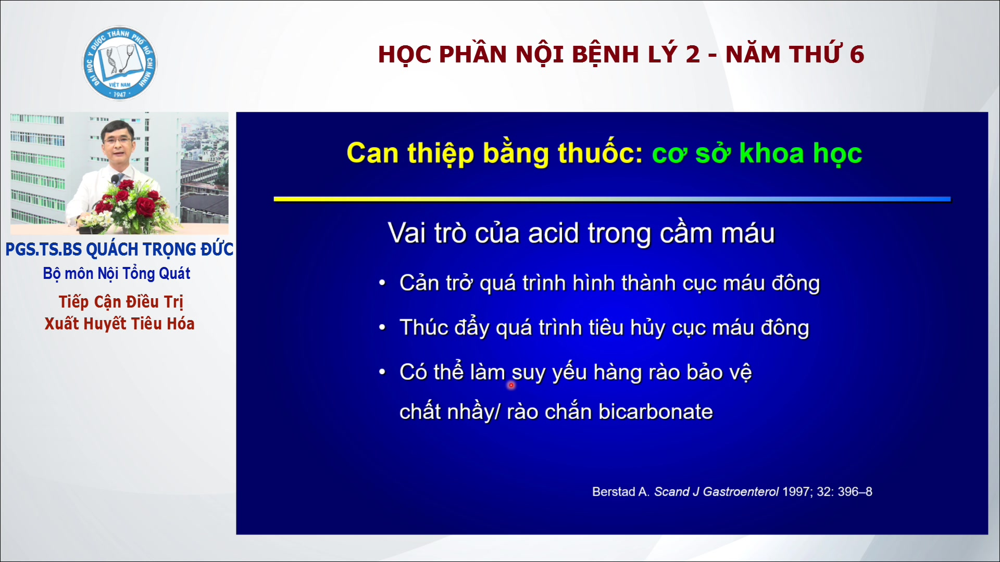 ĐẠI HỌC Y DƯỢC THÀNH PHỐ HỒ CHÍ MINH
VIỆT NAM
1947
HỌC PHẦN NỘI BỆNH LÝ 2 - NĂM THỨ 6
PGS.TS.BS QUÁCH TRỌNG ĐỨC
Bộ môn Nội Tổng Quát
Tiếp Cận Điều Trị
Xuất Huyết Tiêu Hóa
Can thiệp bằng thuốc: cơ sở khoa học
Vai trò của acid trong cầm máu
• Cản trở quá trình hình thành cục máu đông
• Thúc đẩy quá trình tiêu hủy cục máu đông
• Có thể làm suy yếu hàng rào bảo vệ
chất nhầy/ rào chắn bicarbonate
Berstad A. Scand J Gastroenterol 1997; 32: 396–8